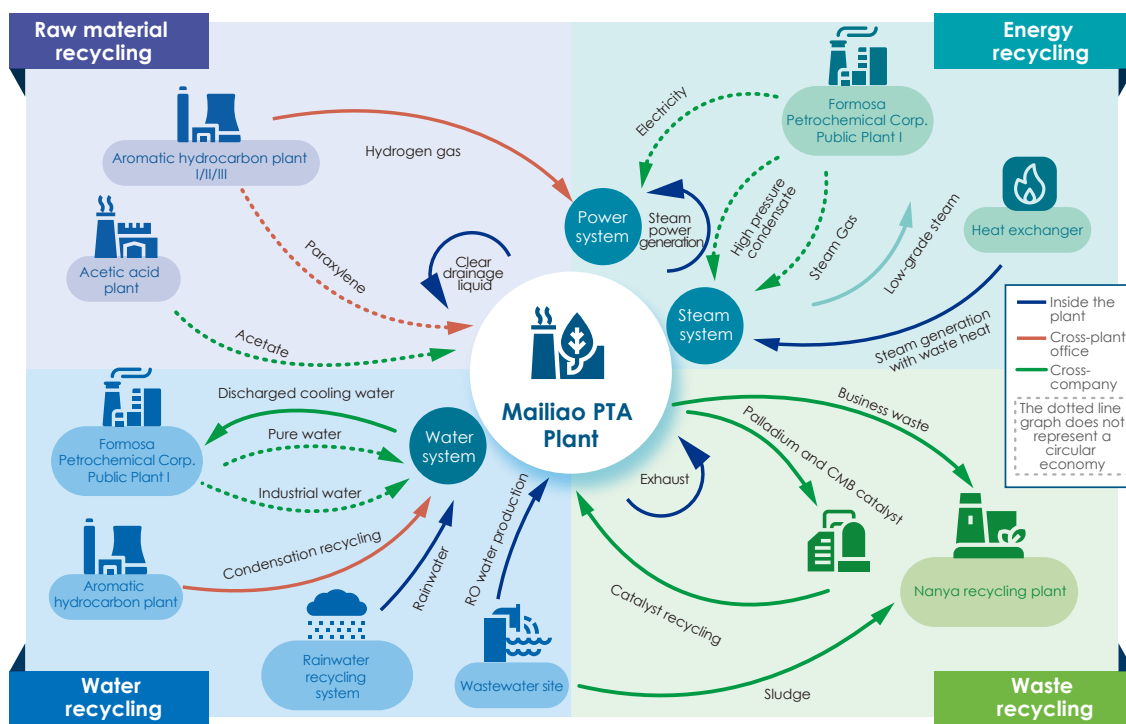 Raw material
recycling
Energy
recycling
Aromatic hydrocarbon plant
I/II/III
Hydrogen gas
Acetic acid
plant
Paraxylene
Acetate
Clear
drainage
liquid
Power
system
Steam
power
generation
Electricity
Formosa
Petrochemical Corp.
Public Plant I
High pressure
condensate
Steam Gas
Low-grade steam
Heat exchanger
Steam
system
Steam generation
with waste heat
Inside the
plant
Cross-plant
office
Cross-
company
The dotted line
graph does not
represent a
circular
economy
Mailiao PTA
Plant
Discharged cooling water
Formosa
Petrochemical Corp.
Public Plant I
Pure water
Industrial water
Water
system
Aromatic
hydrocarbon plant
Condensation recycling
Rainwater
Rainwater
recycling
system
RO water production
Wastewater site
Exhaust
Business waste
Palladium and CMB catalyst
Catalyst recycling
Nanya recycling plant
Sludge
Water
recycling
Waste
recycling